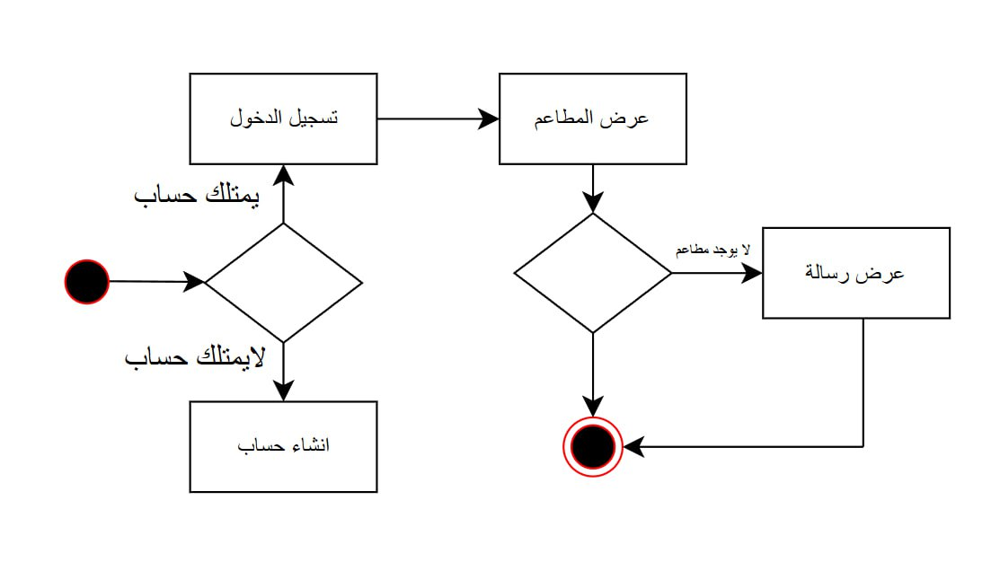 تسجيل الدخول
عرض المطاعم
يمتلك حساب
لا يوجد مطاعم
عرض رسالة
لايمتلك حساب
انشاء حساب